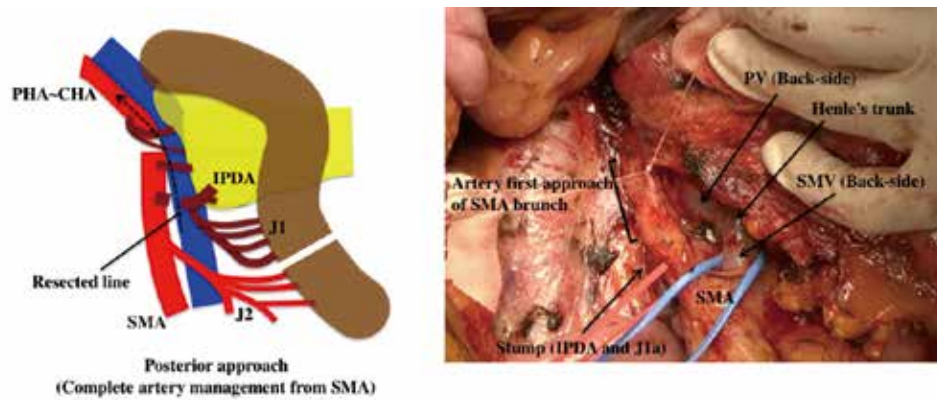 PHA~CHA
IPDA
J1
Resected line
SMA
J2
Posterior approach
(Complete artery management from SMA)
PV (Back-side)
Henle's trunk
SMV (Back-side)
Artery first approach
of SMA brunch
SMA
Stump (IPDA and J1a)